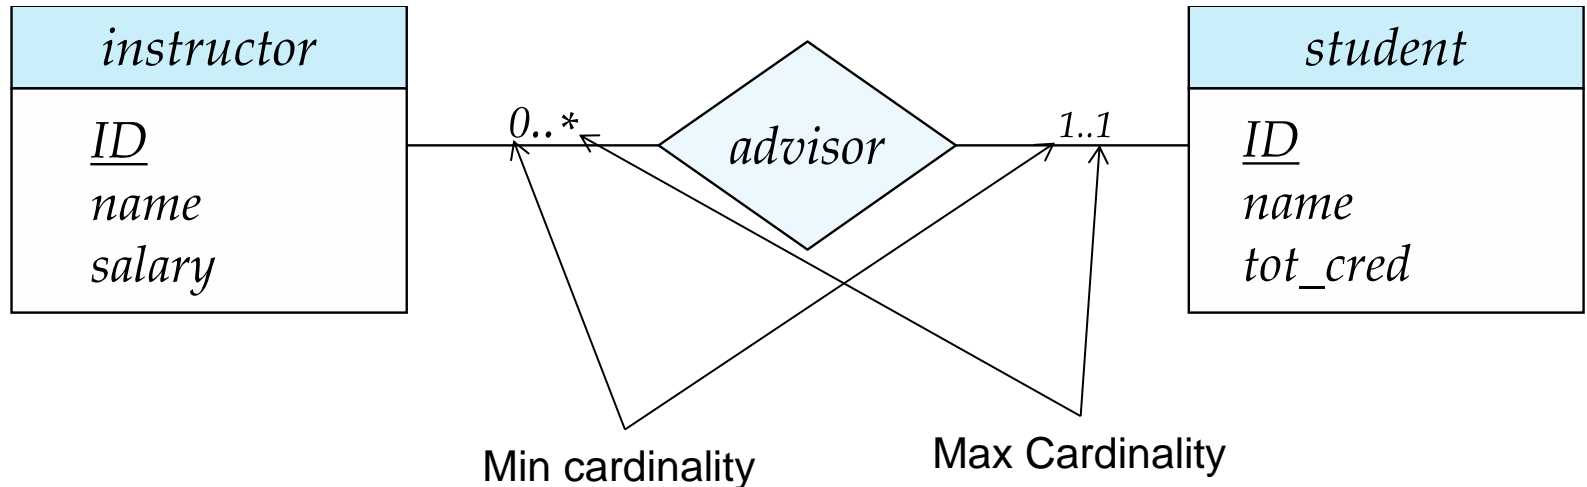 instructor
ID
name
salary
0..*
advisor
1..1
student
ID
name
tot_cred
Min cardinality
Max Cardinality